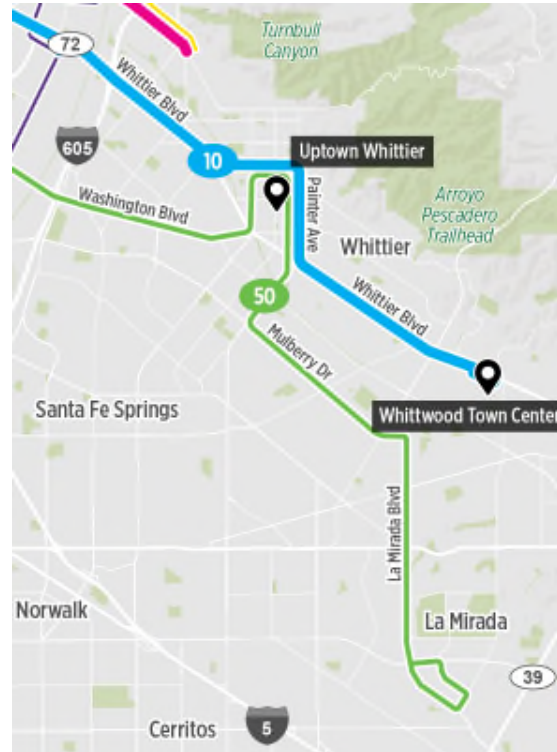 Turnbull
Canyon
72
Whittier Blvd
605
10
Uptown Whittier
Washington Blvd
Painter Ave
Arroyo
Pescadero
Trailhead
Whittier
50
Whittier Blvd
Mulberry Dr
Santa Fe Springs
Whittwood Town Center
La Mirada Blvd
Norwalk
La Mirada
39
Cerritos
5